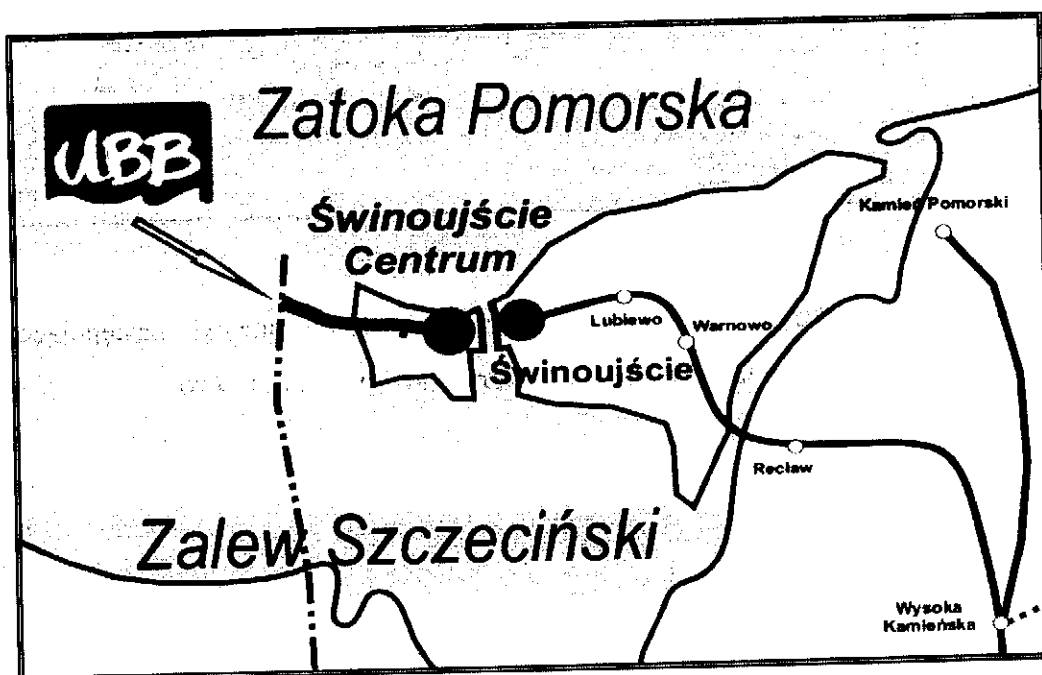 Zatoka Pomorska
UBB
Świnoujście
Centrum
Kamień Pomorski
Lubiewo
Warnowo
Świnoujście
Recław
Zalew Szczeciński
Wysoka
Kamieńska